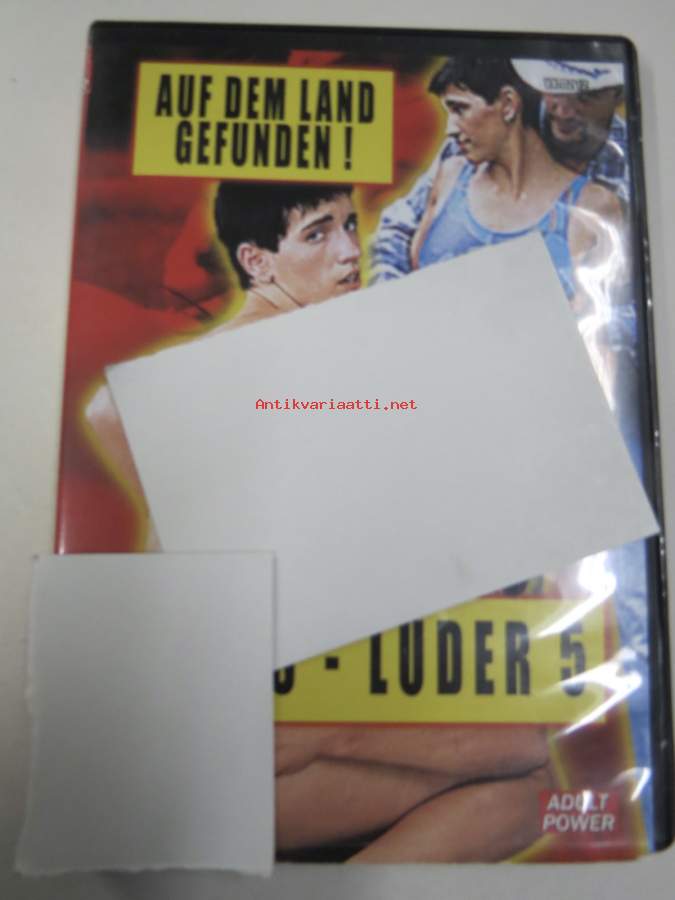 AUF DEM LAND
GEFUNDEN !
Antikvariaatti.net
- LUDER 5
ADULT
POWER